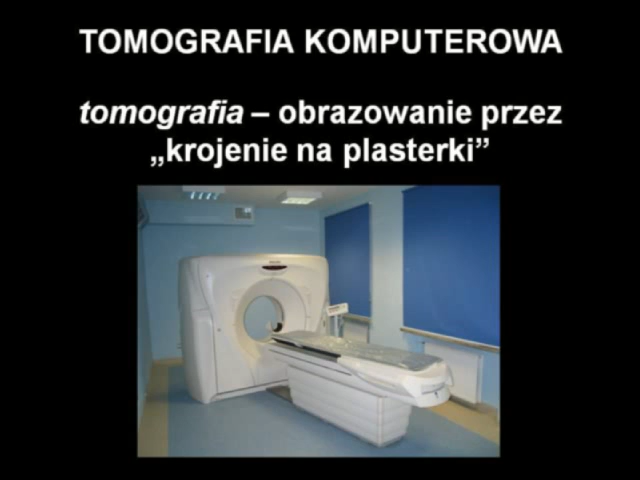 TOMOGRAFIA KOMPUTEROWA
tomografia – obrazowanie przez
„krojenie na plasterki”